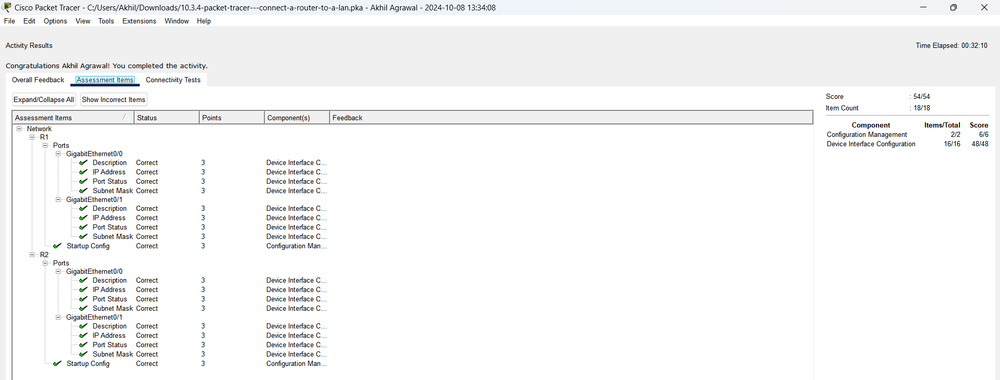 Cisco Packet Tracer - C:/Users/Akhil/Downloads/10.3.4-packet-tracer---connect-a-router-to-a-lan.pka - Akhil Agrawal - 2024-10-08 13:34:08
File Edit Options View Tools Extensions Window Help
Activity Results Time Elapsed: 00:32:10
Congratulations Akhil Agrawal! You completed the activity.
Overall Feedback Assessment Items Connectivity Tests
Expand/Collapse All Show Incorrect Items
Assessment Items Status Points Component(s) Feedback
Network
R1
Ports
GigabitEthernet0/0
Description Correct 3 Device Interface C...
IP Address Correct 3 Device Interface C...
Port Status Correct 3 Device Interface C...
Subnet Mask Correct 3 Device Interface C...
GigabitEthernet0/1
Description Correct 3 Device Interface C...
IP Address Correct 3 Device Interface C...
Port Status Correct 3 Device Interface C...
Subnet Mask Correct 3 Device Interface C...
Startup Config Correct 3 Configuration Man...
R2
Ports
GigabitEthernet0/0
Description Correct 3 Device Interface C...
IP Address Correct 3 Device Interface C...
Port Status Correct 3 Device Interface C...
Subnet Mask Correct 3 Device Interface C...
GigabitEthernet0/1
Description Correct 3 Device Interface C...
IP Address Correct 3 Device Interface C...
Port Status Correct 3 Device Interface C...
Subnet Mask Correct 3 Device Interface C...
Startup Config Correct 3 Configuration Man...
Score : 54/54
Item Count : 18/18
Component Items/Total Score
Configuration Management 2/2 6/6
Device Interface Configuration 16/16 48/48